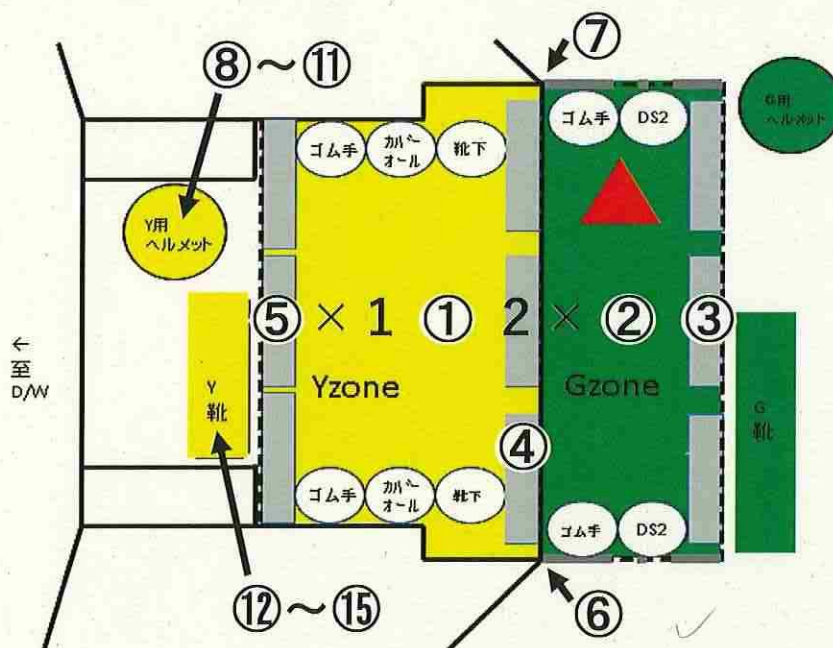 ⑦
⑧～⑪
ゴム手
カバーオール
靴下
ゴム手
DS2
G用
ヘルメット
Y用
ヘルメット
⑤ × 1 ① 2 × ② ③
←
至
D/W
Y
靴
Yzone
Gzone
G
靴
④
ゴム手
カバーオール
靴下
ゴム手
DS2
⑫～⑮
⑥